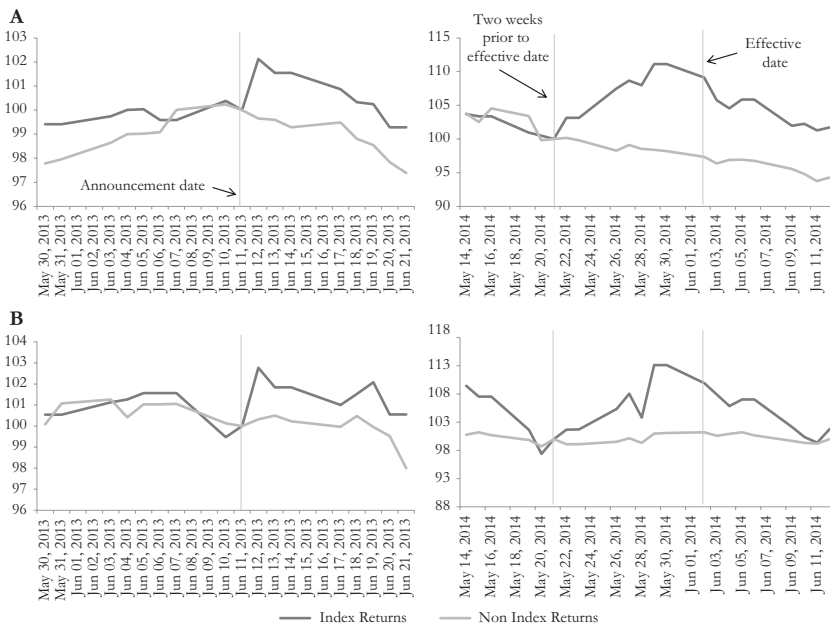 A
103
102
101
100
99
98
97
96
Announcement date
May 30, 2013
May 31, 2013
Jun 01, 2013
Jun 02, 2013
Jun 03, 2013
Jun 04, 2013
Jun 05, 2013
Jun 06, 2013
Jun 07, 2013
Jun 08, 2013
Jun 09, 2013
Jun 10, 2013
Jun 11, 2013
Jun 12, 2013
Jun 13, 2013
Jun 14, 2013
Jun 15, 2013
Jun 16, 2013
Jun 17, 2013
Jun 18, 2013
Jun 19, 2013
Jun 20, 2013
Jun 21, 2013
Two weeks
prior to
effective date
Effective
date
115
110
105
100
95
90
May 14, 2014
May 16, 2014
May 18, 2014
May 20, 2014
May 22, 2014
May 24, 2014
May 26, 2014
May 28, 2014
May 30, 2014
Jun 01, 2014
Jun 03, 2014
Jun 05, 2014
Jun 07, 2014
Jun 09, 2014
Jun 11, 2014
B
104
103
102
101
100
99
98
97
96
May 30, 2013
May 31, 2013
Jun 01, 2013
Jun 02, 2013
Jun 03, 2013
Jun 04, 2013
Jun 05, 2013
Jun 06, 2013
Jun 07, 2013
Jun 08, 2013
Jun 09, 2013
Jun 10, 2013
Jun 11, 2013
Jun 12, 2013
Jun 13, 2013
Jun 14, 2013
Jun 15, 2013
Jun 16, 2013
Jun 17, 2013
Jun 18, 2013
Jun 19, 2013
Jun 20, 2013
Jun 21, 2013
118
113
108
103
98
93
88
May 14, 2014
May 16, 2014
May 18, 2014
May 20, 2014
May 22, 2014
May 24, 2014
May 26, 2014
May 28, 2014
May 30, 2014
Jun 01, 2014
Jun 03, 2014
Jun 05, 2014
Jun 07, 2014
Jun 09, 2014
Jun 11, 2014
Index Returns
Non Index Returns